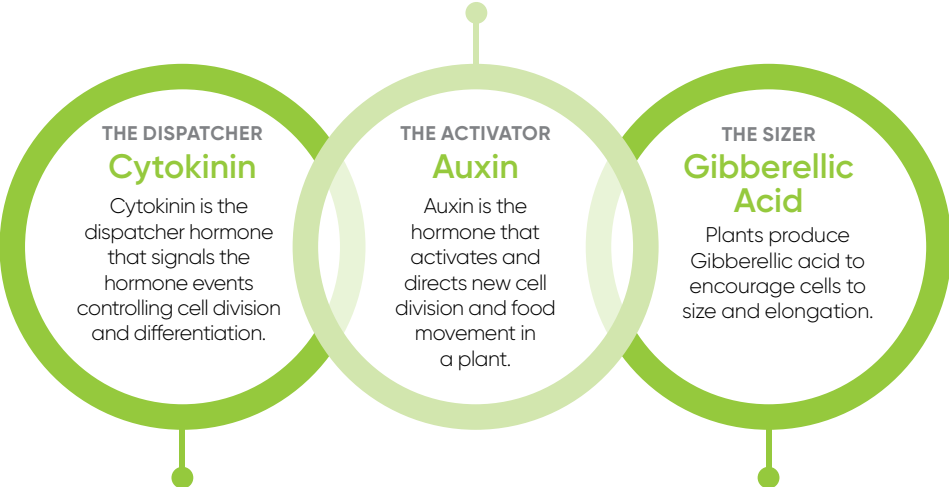 THE DISPATCHER
Cytokinin
Cytokinin is the
dispatcher hormone
that signals the
hormone events
controlling cell division
and differentiation.
THE ACTIVATOR
Auxin
Auxin is the
hormone that
activates and
directs new cell
division and food
movement in
a plant.
THE SIZER
Gibberellic
Acid
Plants produce
Gibberellic acid to
encourage cells to
size and elongation.